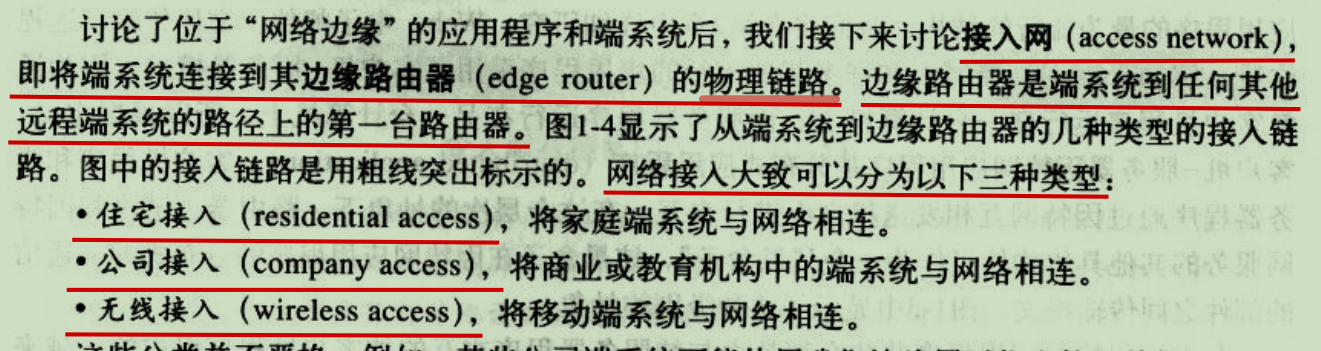 讨论了位于“网络边缘”的应用程序和端系统后，我们接下来讨论接入网（access network），
即将端系统连接到其边缘路由器（edge router）的物理链路。边缘路由器是端系统到任何其他
远程端系统的路径上的第一台路由器。图1-4显示了从端系统到边缘路由器的几种类型的接入链
路。图中的接入链路是用粗线突出标示的。网络接入大致可以分为以下三种类型：
• 住宅接入（residential access），将家庭端系统与网络相连。
• 公司接入（company access），将商业或教育机构中的端系统与网络相连。
• 无线接入（wireless access），将移动端系统与网络相连。